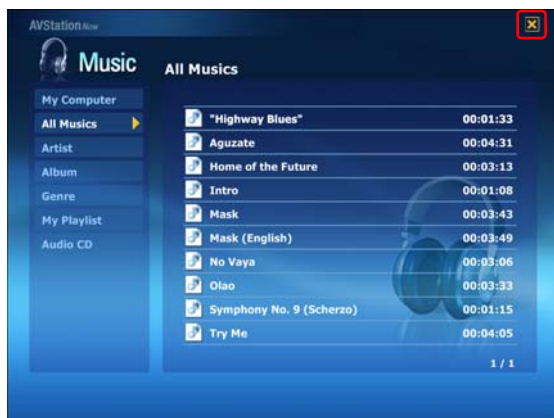 AVStation Now
Music
All Musics
My Computer
All Musics
Artist
Album
Genre
My Playlist
Audio CD
"Highway Blues" 00:01:33
Aguzate 00:04:31
Home of the Future 00:03:13
Intro 00:01:08
Mask 00:03:43
Mask (English) 00:03:49
No Vaya 00:03:06
Olao 00:03:33
Symphony No. 9 (Scherzo) 00:01:15
Try Me 00:04:05
1 / 1